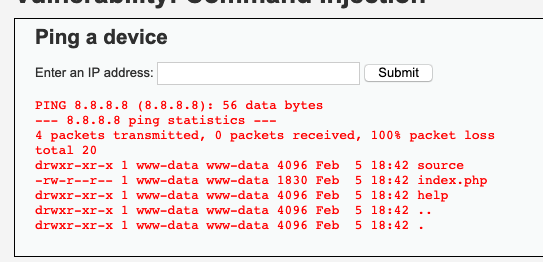 Vulnerability: Command Injection
Ping a device
Enter an IP address:
Submit
PING 8.8.8.8 (8.8.8.8): 56 data bytes
--- 8.8.8.8 ping statistics ---
4 packets transmitted, 0 packets received, 100% packet loss
total 20
drwxr-xr-x 1 www-data www-data 4096 Feb  5 18:42 source
-rw-r--r-- 1 www-data www-data 1830 Feb  5 18:42 index.php
drwxr-xr-x 1 www-data www-data 4096 Feb  5 18:42 help
drwxr-xr-x 1 www-data www-data 4096 Feb  5 18:42 ..
drwxr-xr-x 1 www-data www-data 4096 Feb  5 18:42 .